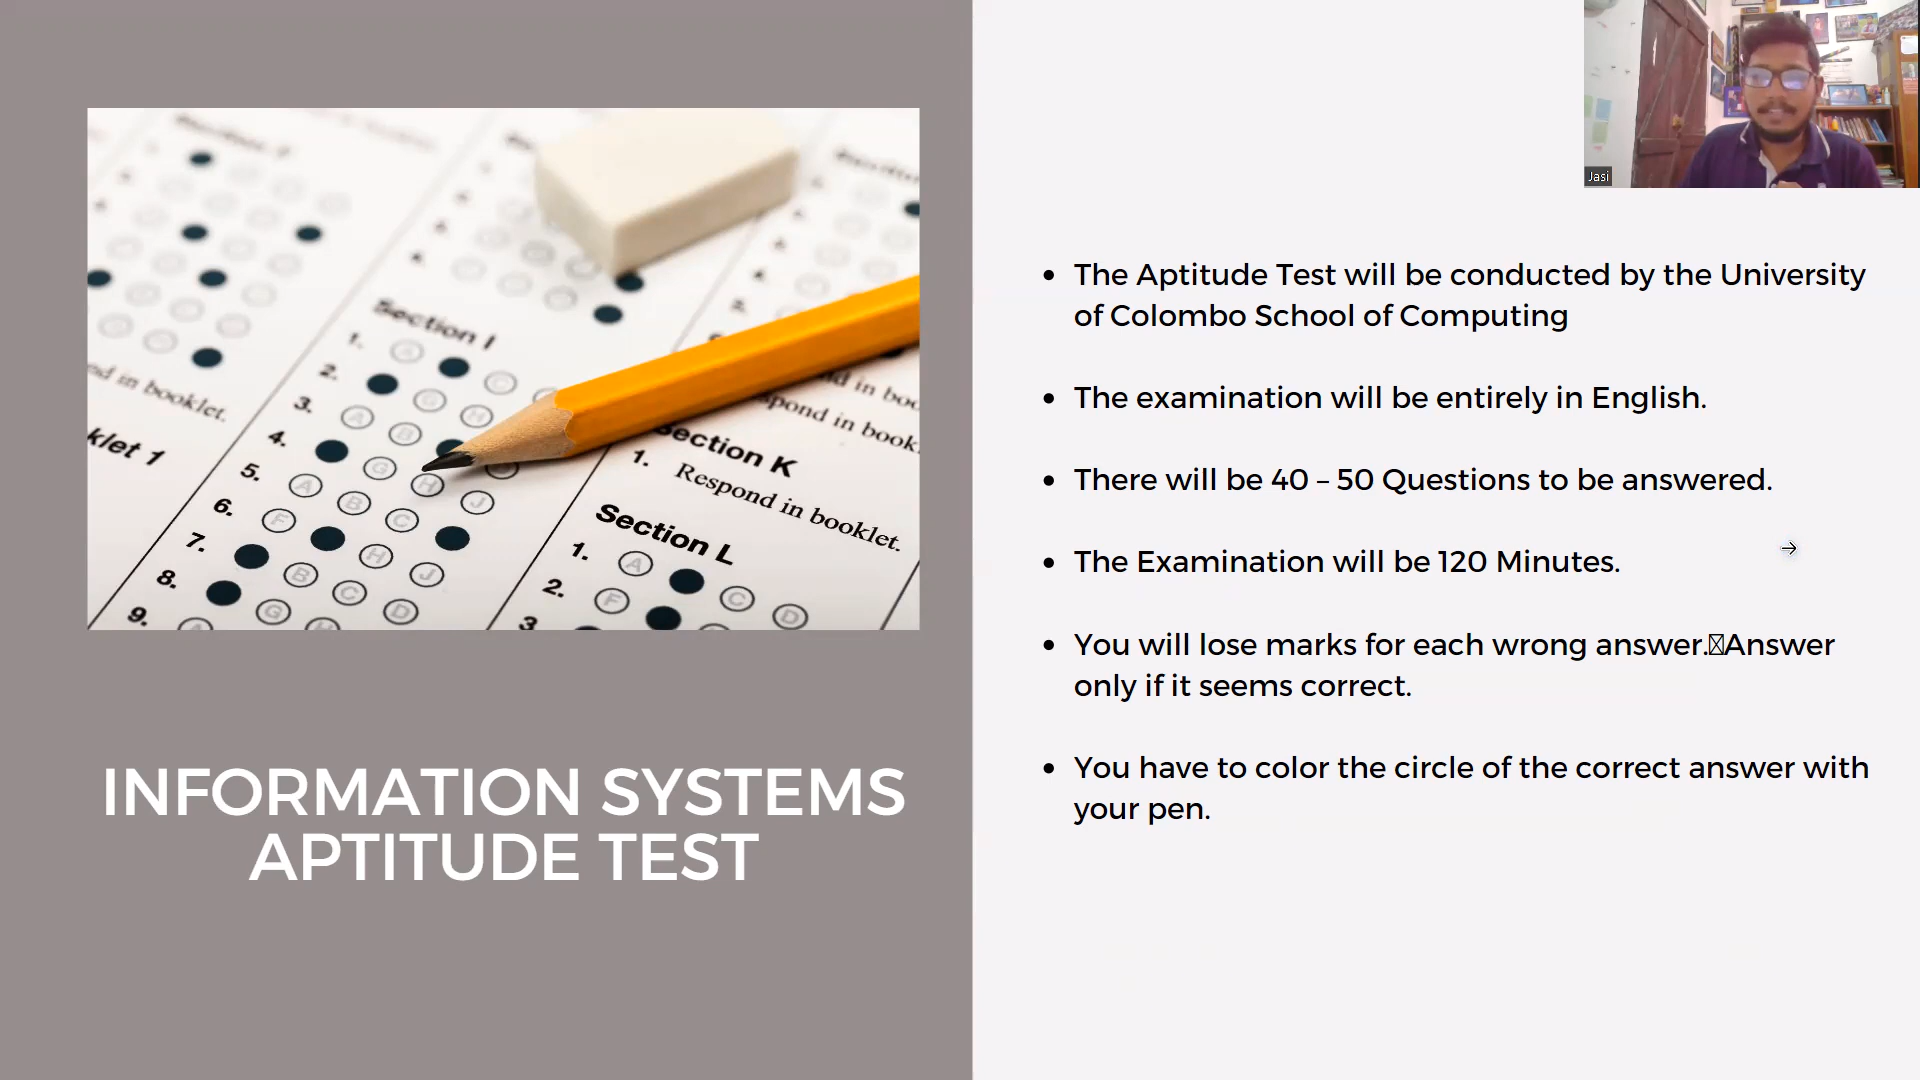 Jasi
Section I
1.
2.
3.
4.
5.
6.
7.
8.
9.
nd in booklet.
klet 1
Section K
1. Respond in booklet.
Section L
1.
2.
3
INFORMATION SYSTEMS
APTITUDE TEST
• The Aptitude Test will be conducted by the University
of Colombo School of Computing
• The examination will be entirely in English.
• There will be 40 – 50 Questions to be answered.
• The Examination will be 120 Minutes.
• You will lose marks for each wrong answer. Answer
only if it seems correct.
• You have to color the circle of the correct answer with
your pen.